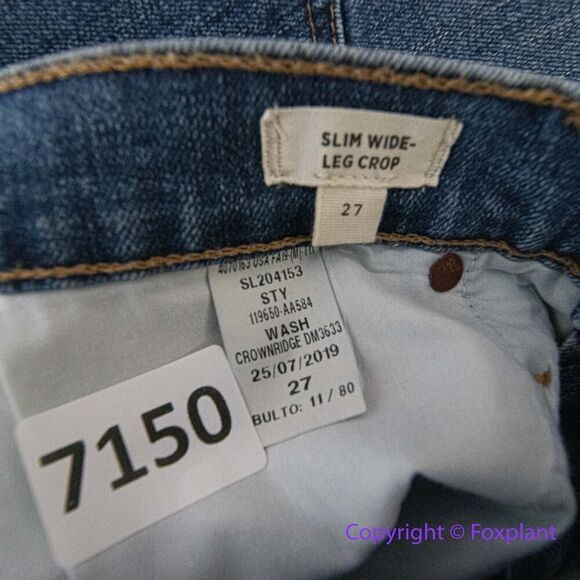 SLIM WIDE-
LEG CROP
27
SL204153
STY
119650-AA584
WASH
CROWNRIDGE DM3633
25/07/2019
27
BULTO: 11 / 80
7150
Copyright © Foxplant